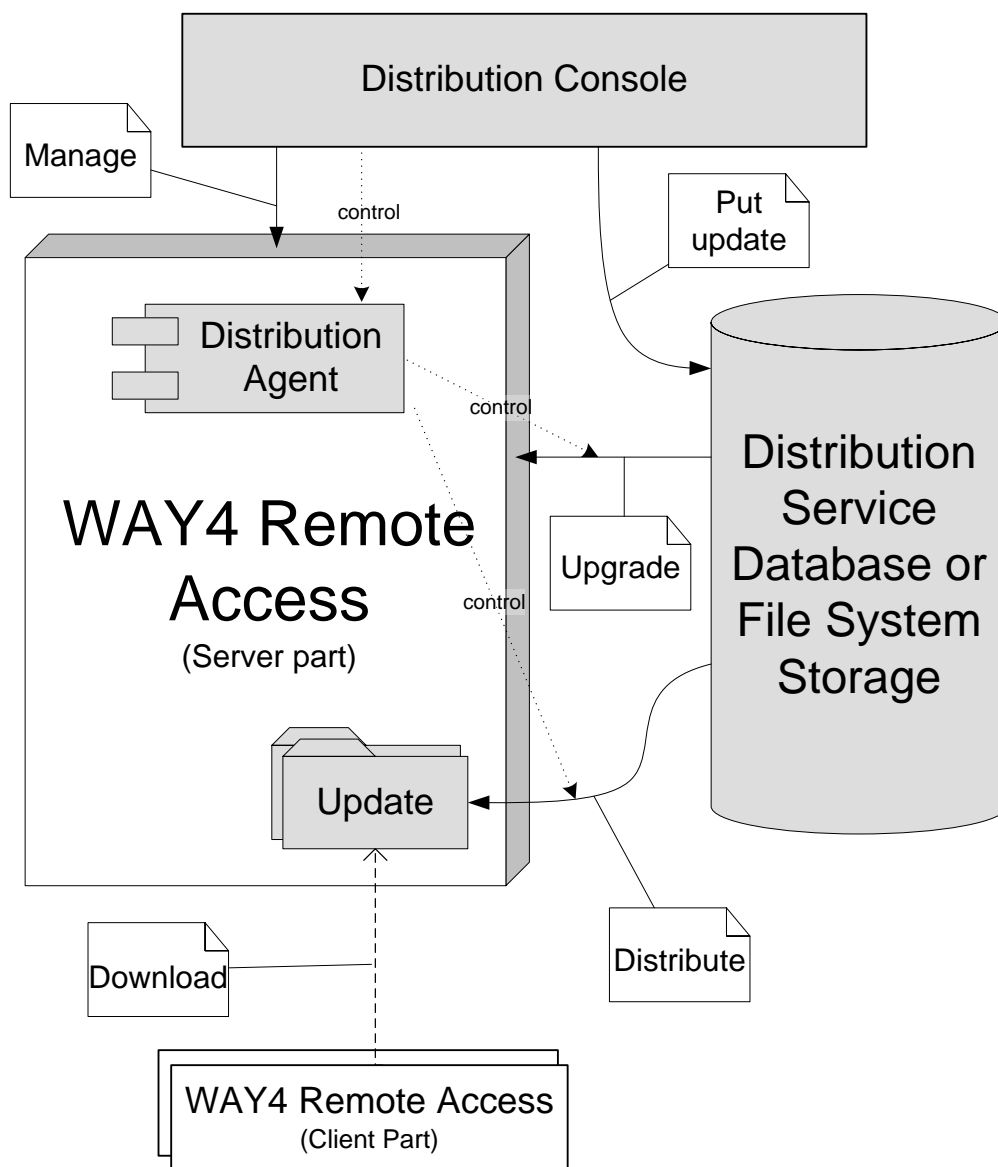 Distribution Console
Manage
control
Put
update
Distribution
Agent
control
Distribution
Service
Database or
File System
Storage
WAY4 Remote
Access
(Server part)
Upgrade
control
Update
Download
Distribute
WAY4 Remote Access
(Client Part)